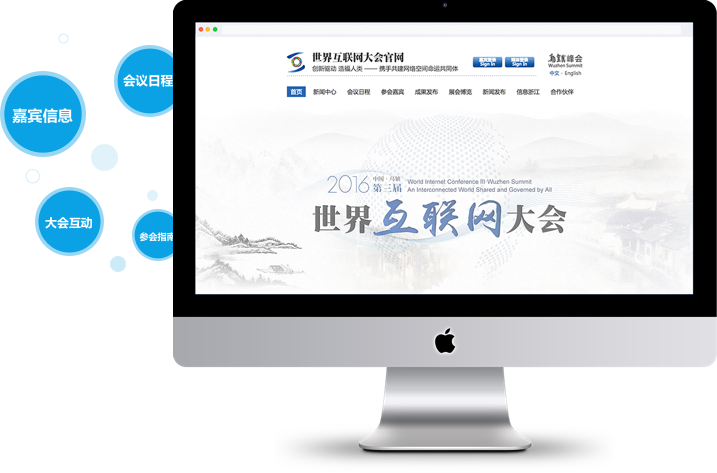 会议日程
嘉宾信息
大会互动
参会指南
世界互联网大会官网
创新驱动 造福人类 —— 携手共建网络空间命运共同体
嘉宾登录
Sign In
Sign In
乌镇峰会
Wuzhen Summit
中文 · English
首页 新闻中心 会议日程 参会嘉宾 成果发布 展会博览 新闻发布 信息浙江 合作伙伴
2016 中国·乌镇 第三届
World Internet Conference III Wuzhen Summit
An Interconnected World Shared and Governed by All
世界互联网大会